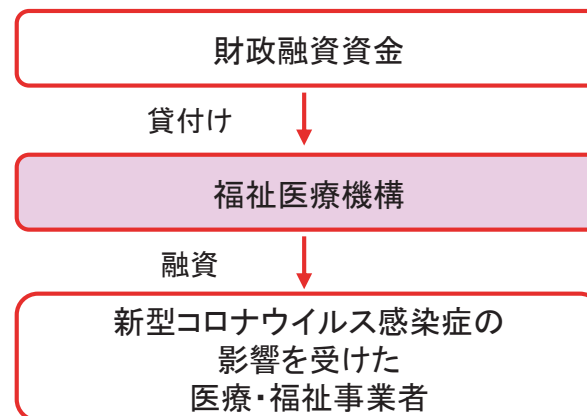 財政融資資金
貸付け
福祉医療機構
融資
新型コロナウイルス感染症の
影響を受けた
医療・福祉事業者